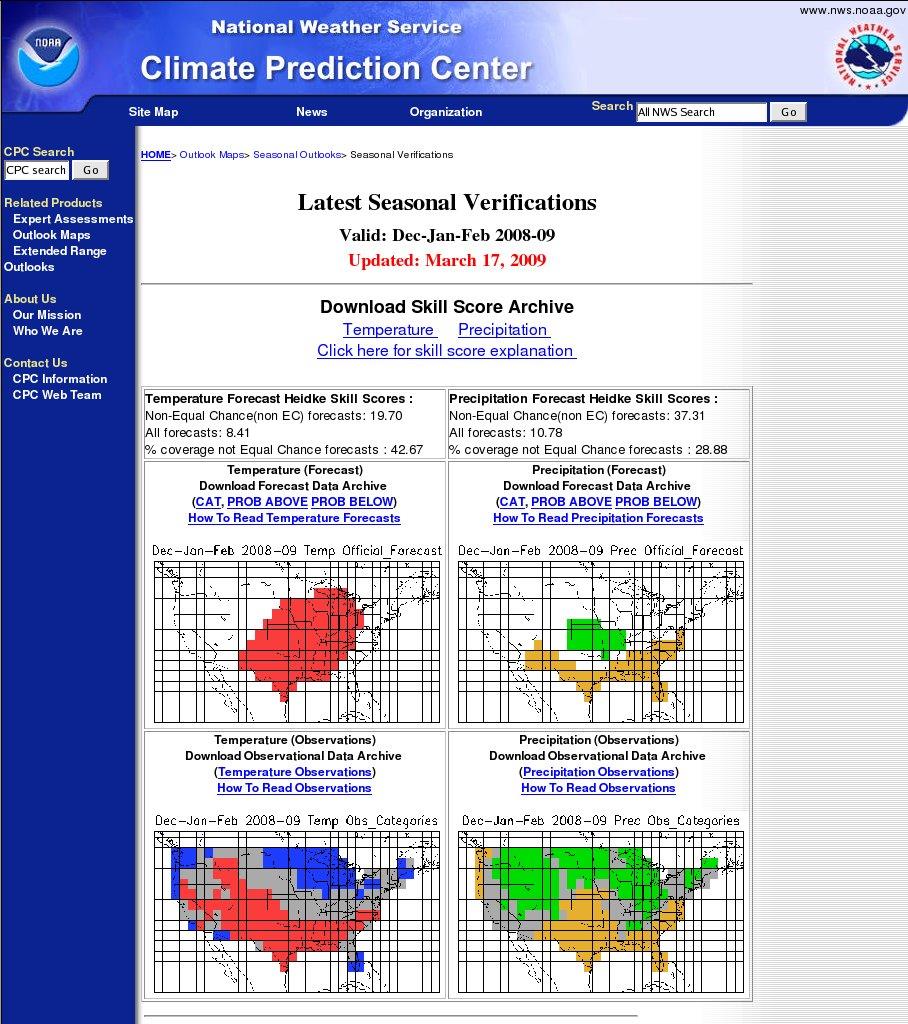 www.nws.noaa.gov
National Weather Service
Climate Prediction Center
NOAA
NATIONAL WEATHER SERVICE
Site Map
News
Organization
Search
All NWS Search
Go
CPC Search
CPC search
Go
Related Products
Expert Assessments
Outlook Maps
Extended Range
Outlooks
About Us
Our Mission
Who We Are
Contact Us
CPC Information
CPC Web Team
HOME> Outlook Maps> Seasonal Outlooks> Seasonal Verifications
Latest Seasonal Verifications
Valid: Dec-Jan-Feb 2008-09
Updated: March 17, 2009
Download Skill Score Archive
Temperature Precipitation
Click here for skill score explanation
Temperature Forecast Heidke Skill Scores :
Non-Equal Chance(non EC) forecasts: 19.70
All forecasts: 8.41
% coverage not Equal Chance forecasts : 42.67
Precipitation Forecast Heidke Skill Scores :
Non-Equal Chance(non EC) forecasts: 37.31
All forecasts: 10.78
% coverage not Equal Chance forecasts : 28.88
Temperature (Forecast)
Download Forecast Data Archive
(CAT, PROB ABOVE PROB BELOW)
How To Read Temperature Forecasts
Dec-Jan-Feb 2008-09 Temp Official_Forecast
Precipitation (Forecast)
Download Forecast Data Archive
(CAT, PROB ABOVE PROB BELOW)
How To Read Precipitation Forecasts
Dec-Jan-Feb 2008-09 Prec Official_Forecast
Temperature (Observations)
Download Observational Data Archive
(Temperature Observations)
How To Read Observations
Dec-Jan-Feb 2008-09 Temp Obs_Categories
Precipitation (Observations)
Download Observational Data Archive
(Precipitation Observations)
How To Read Observations
Dec-Jan-Feb 2008-09 Prec Obs_Categories